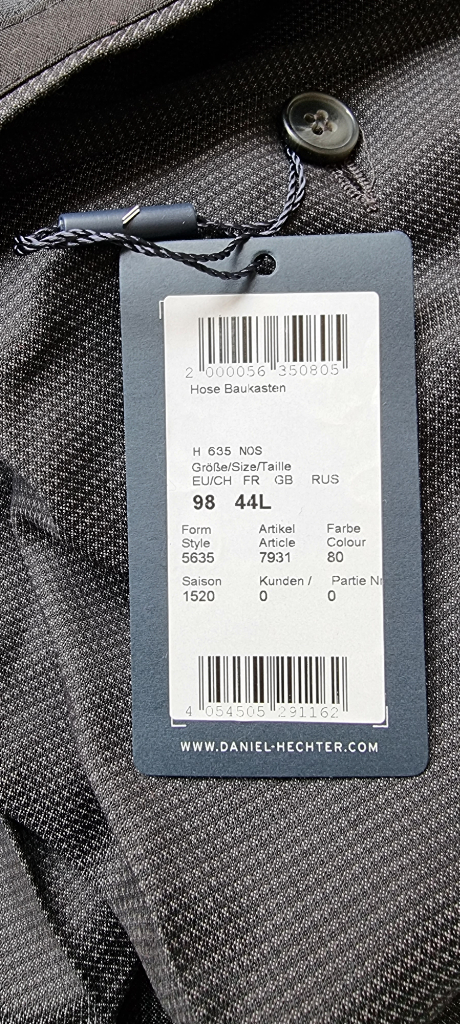 2 000056 350805
Hose Baukasten
H 635 NOS
Größe/Size/Taille
EU/CH FR GB RUS
98 44L
Form Artikel Farbe
Style Article Colour
5635 7931 80
Saison Kunden / Partie Nr
1520 0 0
4 054505 291162
WWW.DANIEL-HECHTER.COM